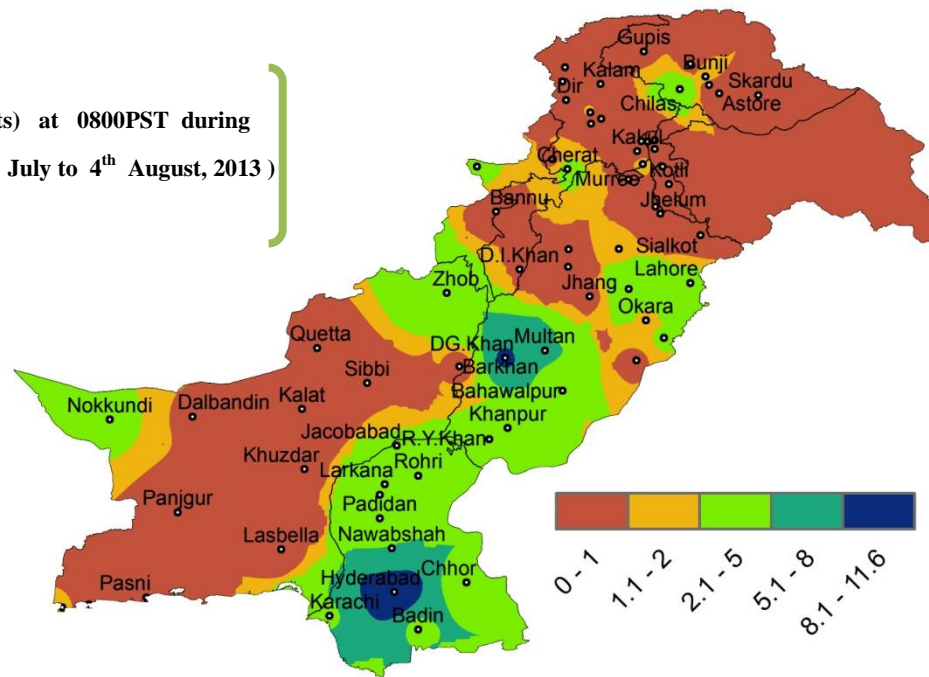 ts) at 0800PST during
July to 4th August, 2013 )
Gupis
Bunji
Kalam
Skardu
Dir
Chilas
Astore
Kakul
Cherat
Murree
Kotli
Bannu
Jhelum
Sialkot
D.I.Khan
Lahore
Zhob
Jhang
Okara
Quetta
DG.Khan
Multan
Sibbi
Barkhan
Bahawalpur
Nokkundi
Dalbandin
Kalat
Khanpur
Jacobabad
R.Y.Khan
Khuzdar
Larkana
Rohri
Panjgur
Padidan
Lasbella
Nawabshah
Pasni
Hyderabad
Chhor
Karachi
Badin
0 - 1
1.1 - 2
2.1 - 5
5.1 - 8
8.1 - 11.6